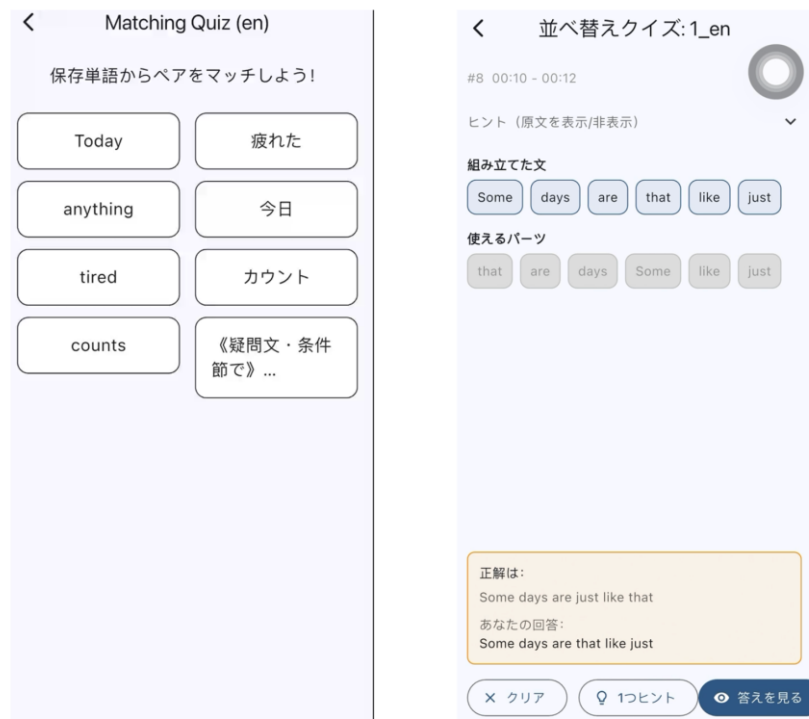 Matching Quiz (en)
保存単語からペアをマッチしよう!
Today
疲れた
anything
今日
tired
カウント
counts
《疑問文・条件
節で》...
並べ替えクイズ: 1_en
#8 00:10 - 00:12
ヒント（原文を表示/非表示）
組み立てた文
Some days are that like just
使えるパーツ
that are days Some like just
正解は:
Some days are just like that
あなたの回答:
Some days are that like just
× クリア
1つヒント
答えを見る